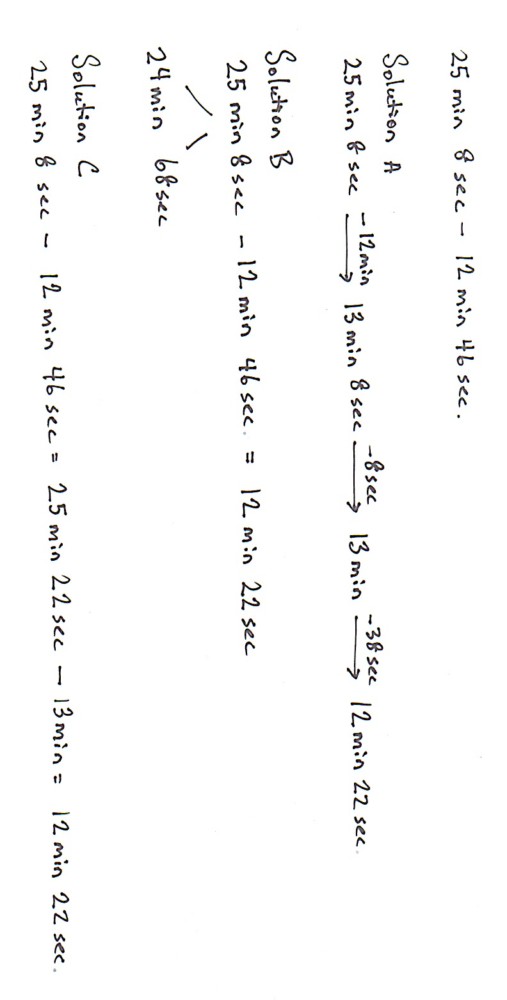 25 min 8 sec - 12 min 46 sec.
Solution A
25 min 8 sec -12min → 13 min 8 sec -8sec → 13 min -38sec → 12 min 22 sec.
Solution B
25 min 8 sec - 12 min 46 sec. = 12 min 22 sec
24 min 68 sec
Solution C
25 min 8 sec - 12 min 46 sec = 25 min 22 sec - 13 min = 12 min 22 sec.